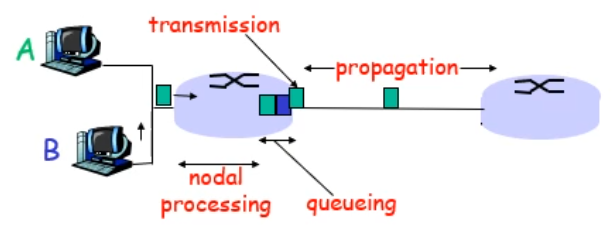 transmission
A
propagation
B
nodal
processing
queueing